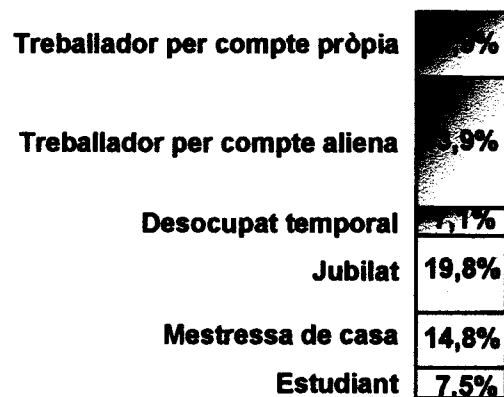 Treballador per compte pròpia
Treballador per compte aliena
Desocupat temporal
Jubilat 19,8%
Mestressa de casa 14,8%
Estudiant 7,5%